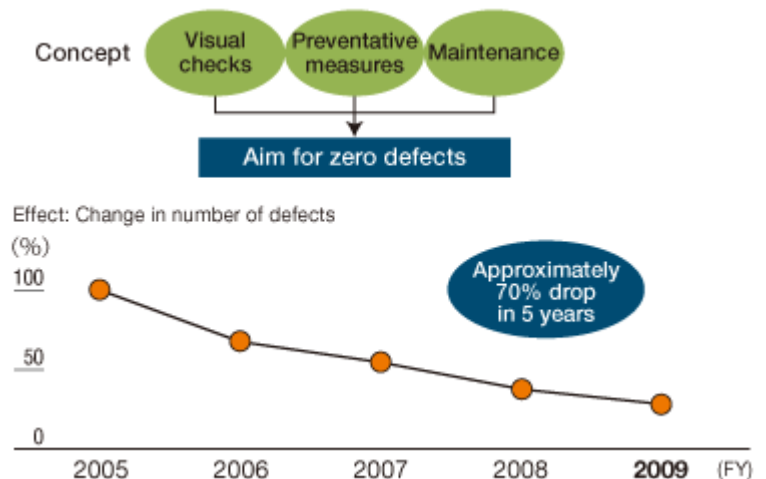 Concept
Visual
checks
Preventative
measures
Maintenance
Aim for zero defects
Effect: Change in number of defects
(%)
100
50
0
Approximately
70% drop
in 5 years
2005 2006 2007 2008 2009 (FY)